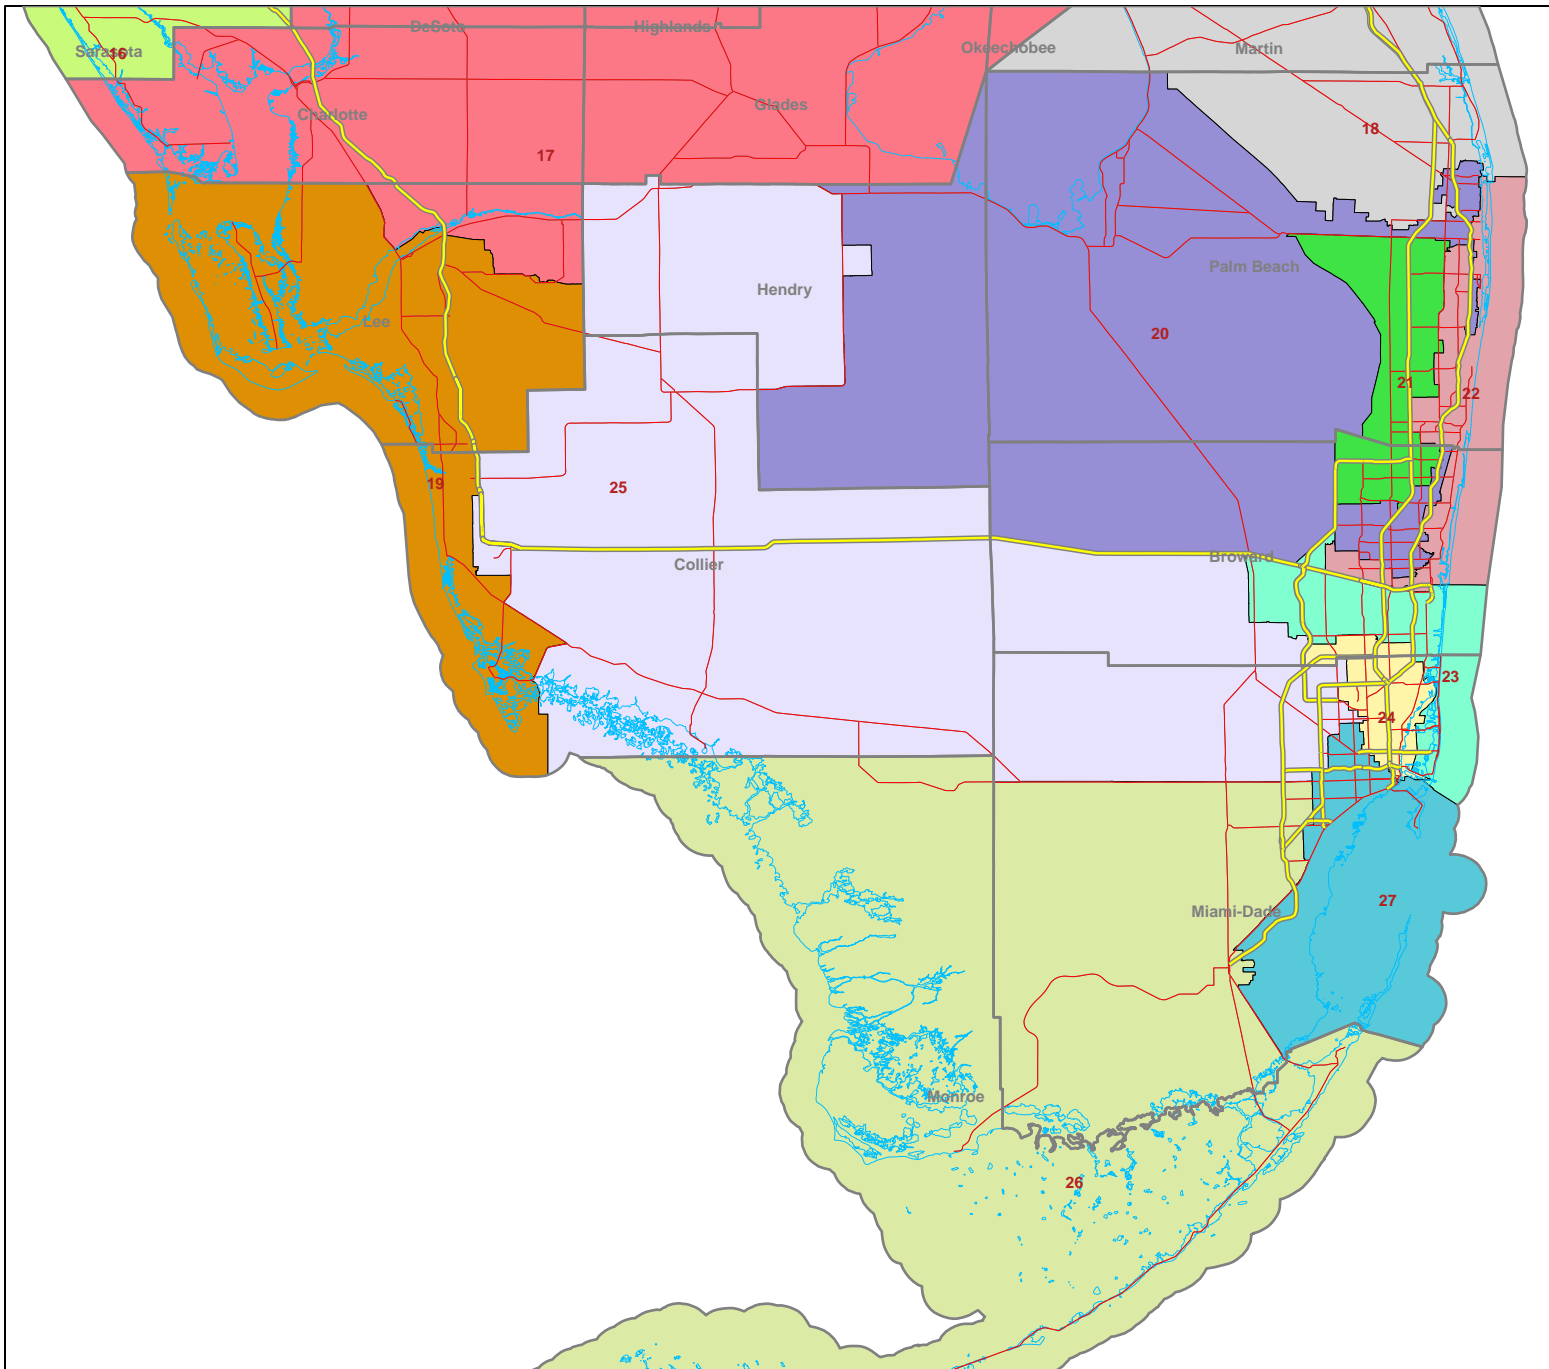 DeSoto
Highlands
Okeechobee
Martin
Sarasota
16
Glades
Charlotte
18
17
Palm Beach
Hendry
Lee
20
21
22
19
25
Broward
Collier
23
24
27
Miami-Dade
Monroe
26